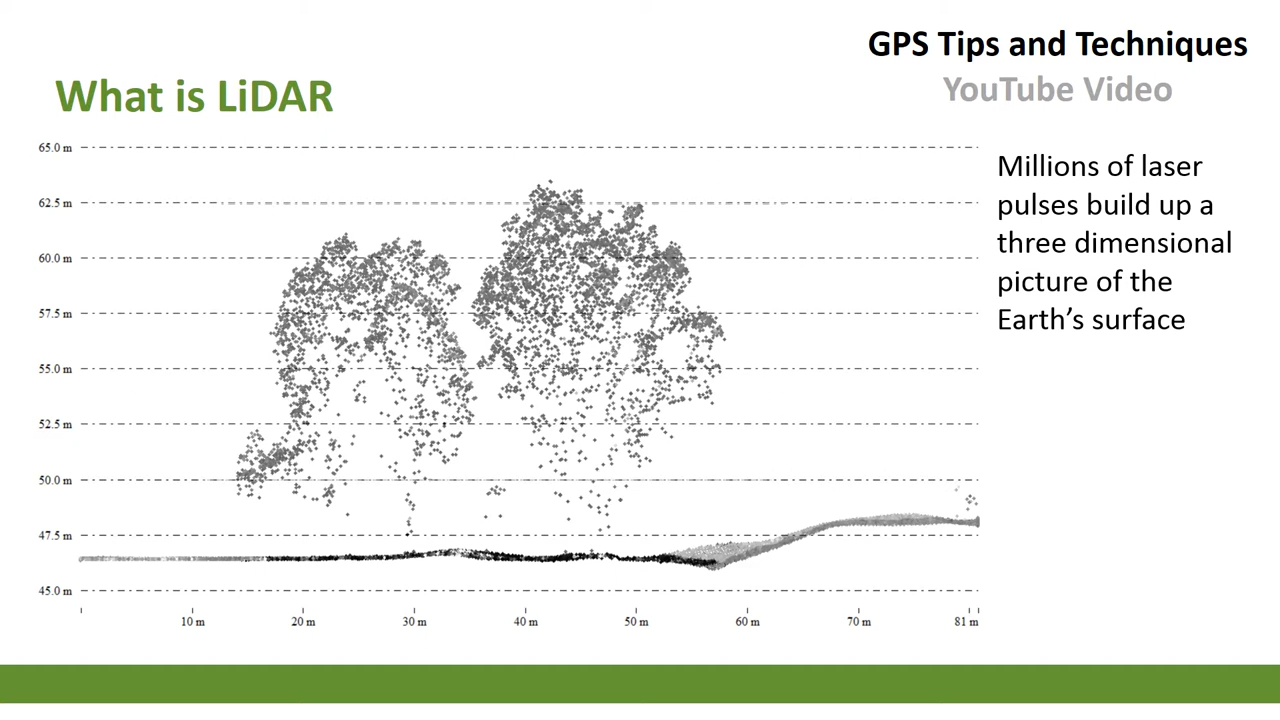 GPS Tips and Techniques
YouTube Video
What is LiDAR
65.0 m
62.5 m
60.0 m
57.5 m
55.0 m
52.5 m
50.0 m
47.5 m
45.0 m
10 m 20 m 30 m 40 m 50 m 60 m 70 m 81 m
Millions of laser
pulses build up a
three dimensional
picture of the
Earth’s surface